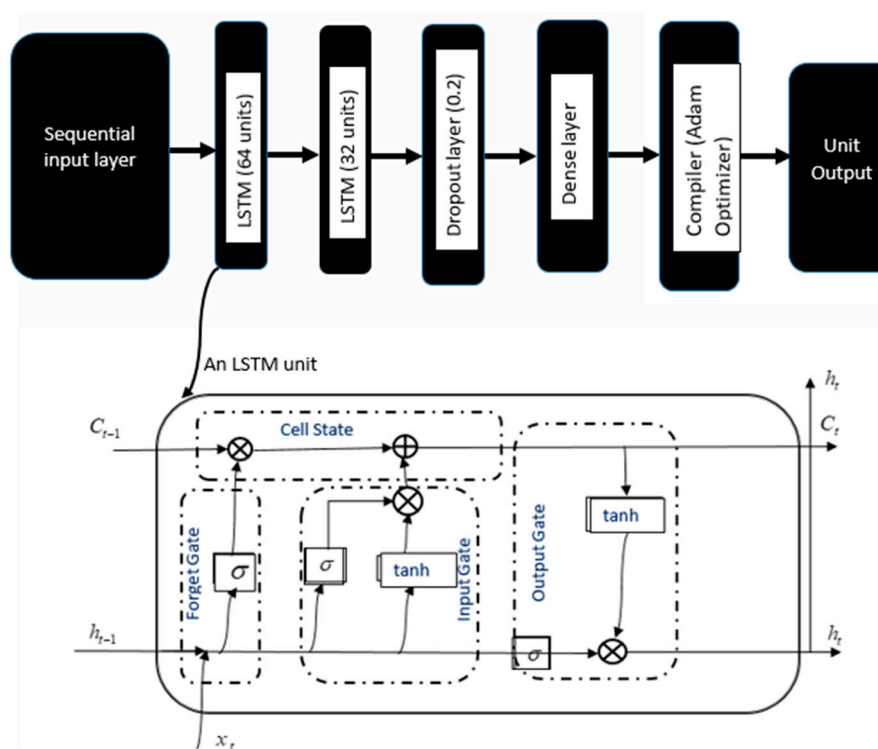 Sequential
input layer
LSTM (64 units)
LSTM (32 units)
Dropout layer (0.2)
Dense layer
Compiler (Adam
Optimizer)
Unit
Output
An LSTM unit
h_t
C_{t-1}
Cell State
C_t
tanh
Forget Gate
σ
σ
tanh
Input Gate
Output Gate
h_{t-1}
σ
h_t
x_t